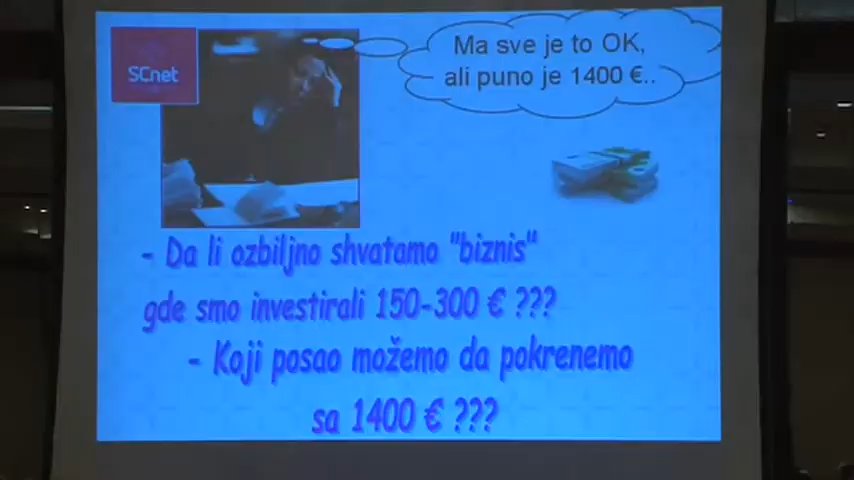 SCnet
Ma sve je to OK,
ali puno je 1400 €..
- Da li ozbiljno shvatamo "biznis"
gde smo investirali 150-300 € ???
- Koji posao možemo da pokrenemo
sa 1400 € ???